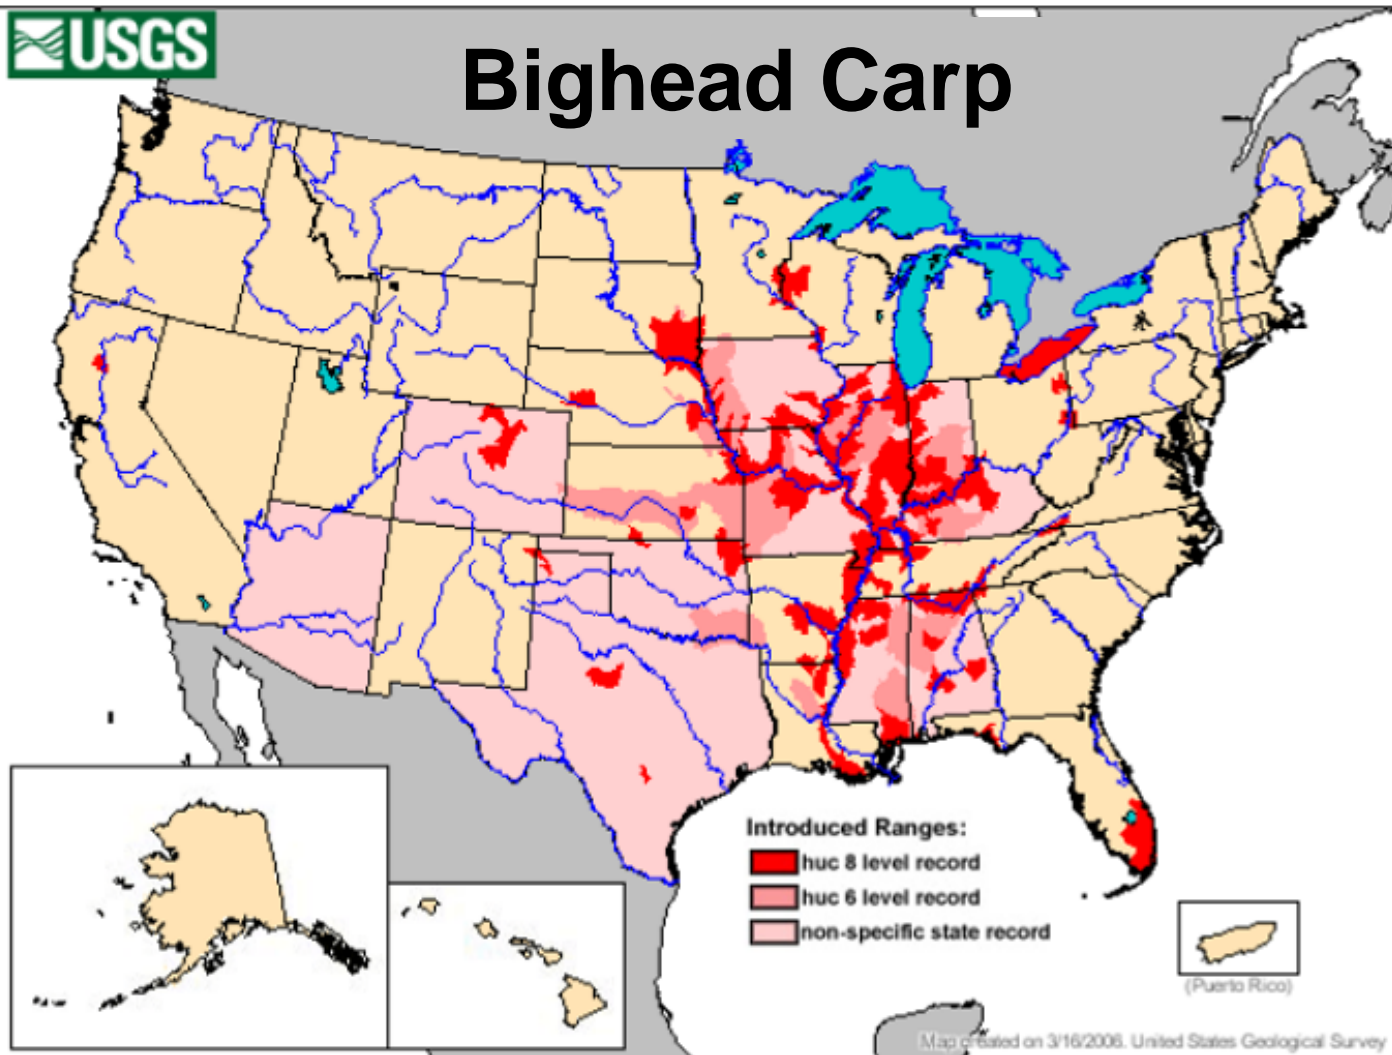 USGS
Bighead Carp
Introduced Ranges:
huc 8 level record
huc 6 level record
non-specific state record
(Puerto Rico)
Map created on 3/16/2006. United States Geological Survey